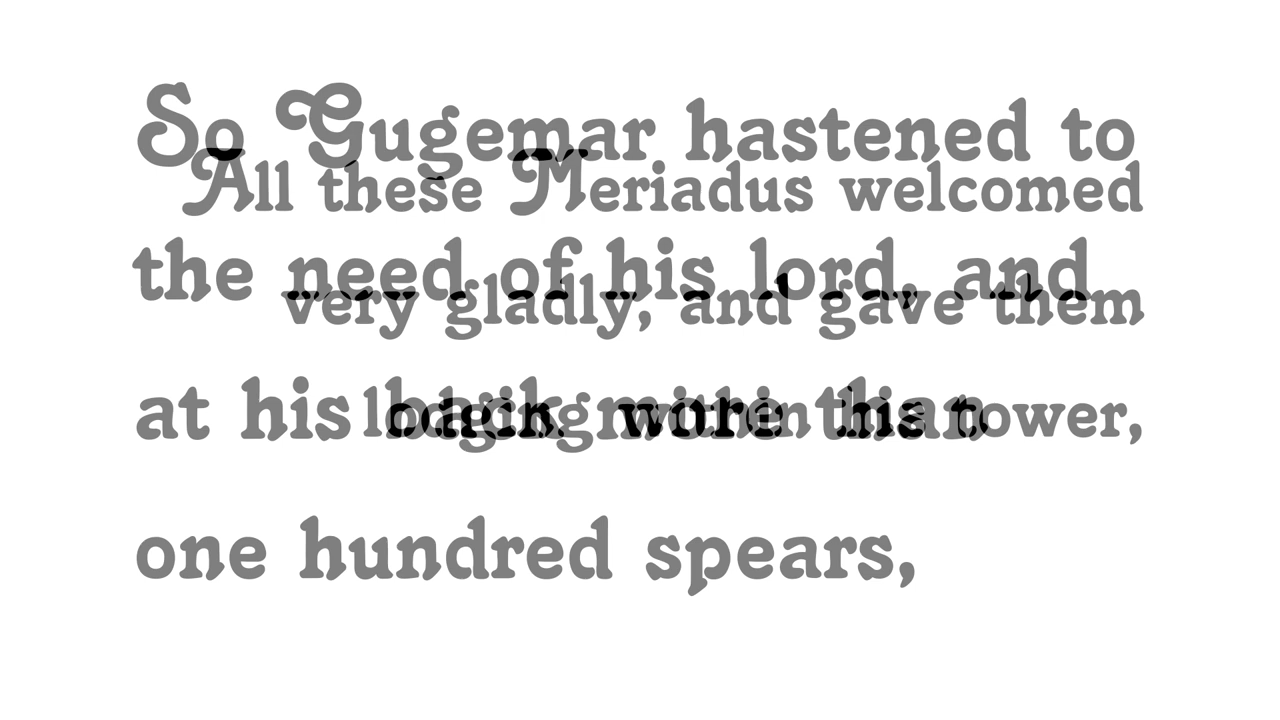 So Gugemar hastened to
the need of his lord, and
at his back more than
one hundred spears,
All these Meriadus welcomed
very gladly, and gave them
lodging within his tower,